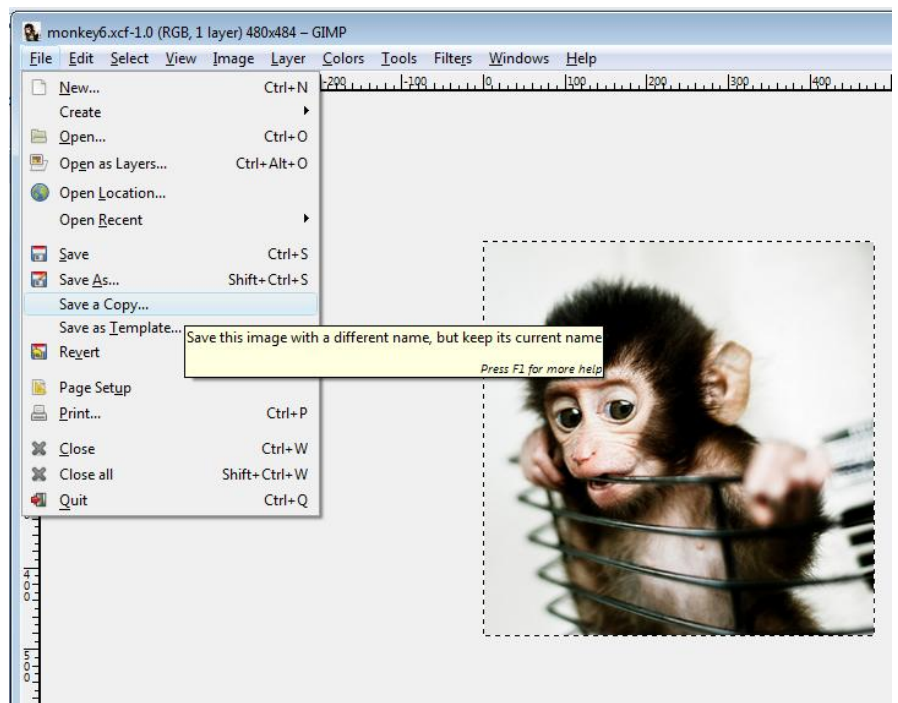 monkey6.xcf-1.0 (RGB, 1 layer) 480x484 – GIMP
File Edit Select View Image Layer Colors Tools Filters Windows Help
-200 -100 0 100 200 300 400
New... Ctrl+N
Create
Open... Ctrl+O
Open as Layers... Ctrl+Alt+O
Open Location...
Open Recent
Save Ctrl+S
Save As... Shift+Ctrl+S
Save a Copy...
Save as Template...
Save this image with a different name, but keep its current name
Press F1 for more help
Revert
Page Setup
Print... Ctrl+P
Close Ctrl+W
Close all Shift+Ctrl+W
Quit Ctrl+Q
400
500